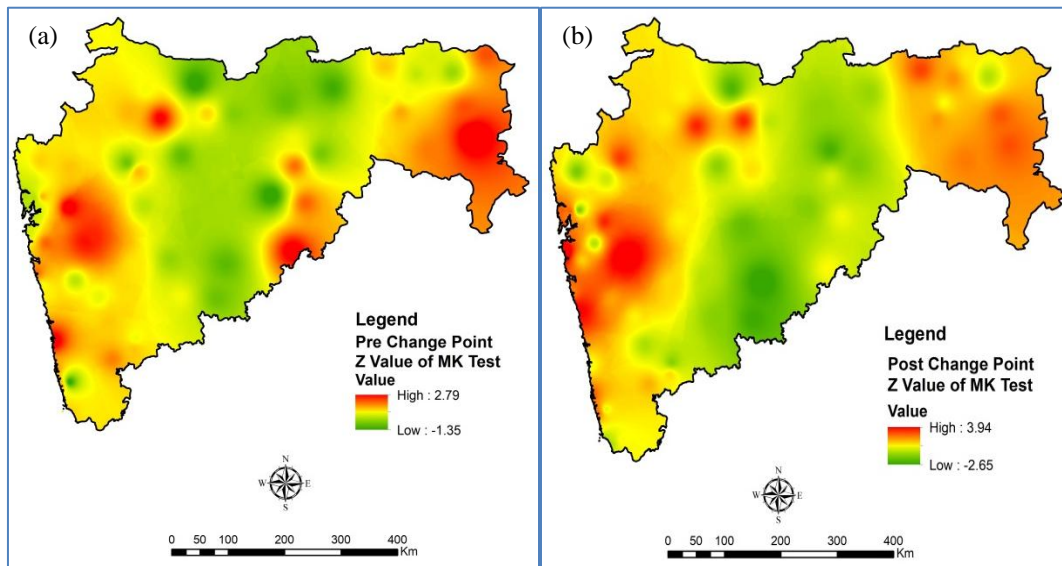 (a)
Legend
Pre Change Point
Z Value of MK Test
Value
High : 2.79
Low : -1.35
N
W E
S
0 50 100 200 300 400
Km
(b)
Legend
Post Change Point
Z Value of MK Test
Value
High : 3.94
Low : -2.65
N
W E
S
0 50 100 200 300 400
Km